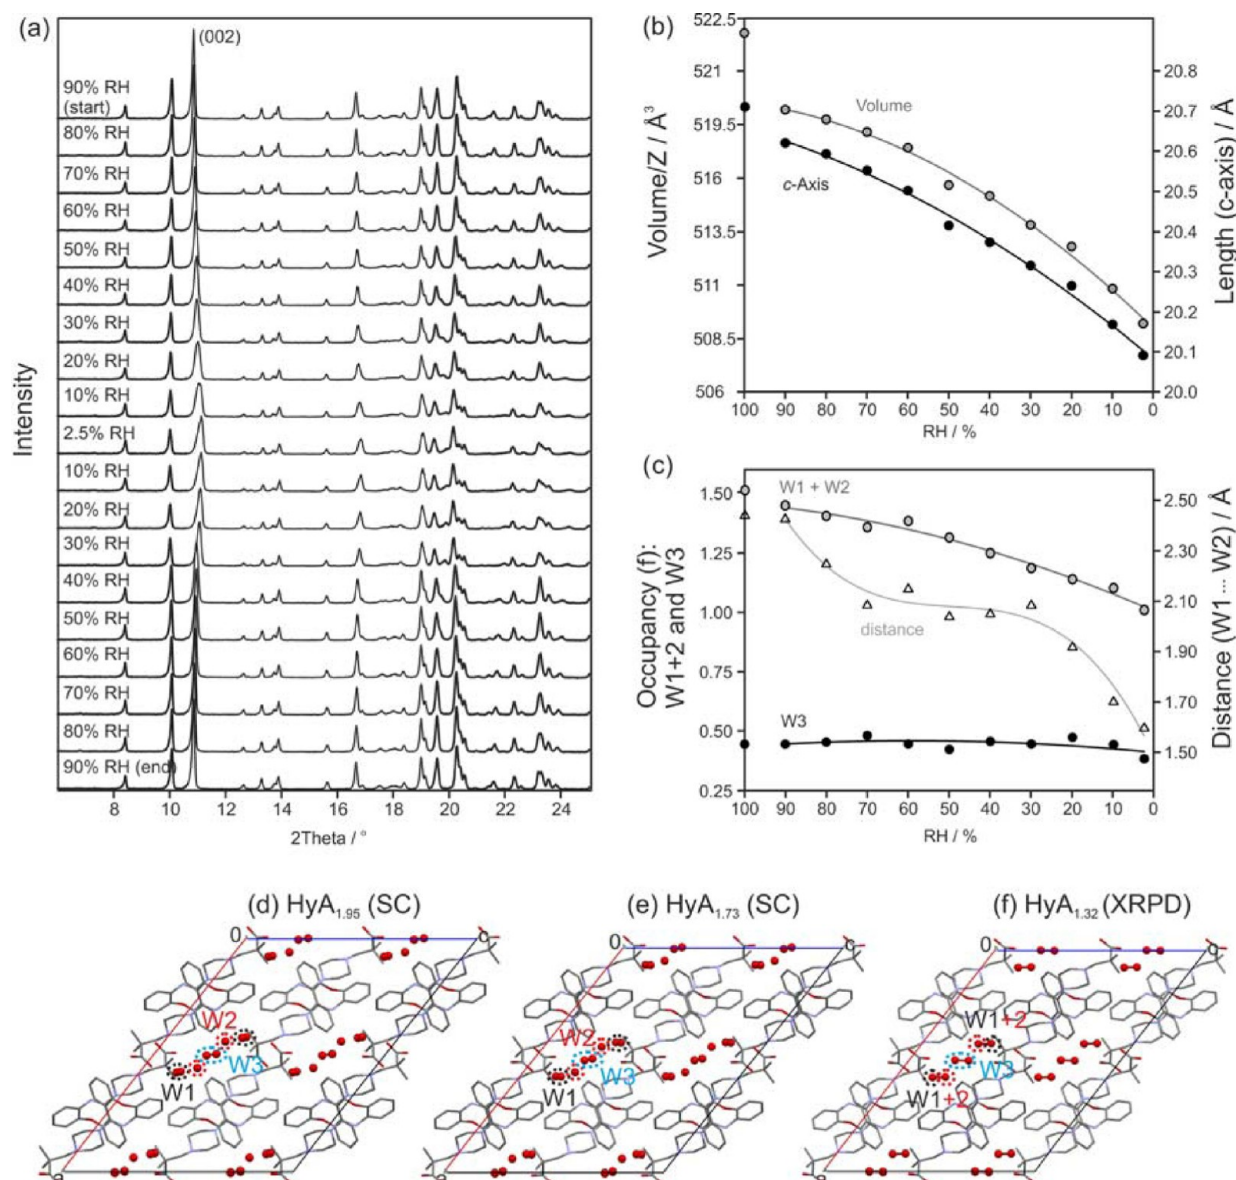 (a)
(002)
90% RH
(start)
80% RH
70% RH
60% RH
50% RH
40% RH
30% RH
20% RH
10% RH
2.5% RH
10% RH
20% RH
30% RH
40% RH
50% RH
60% RH
70% RH
80% RH
90% RH (end)
Intensity
8 10 12 14 16 18 20 22 24
2Theta / °
(b)
522.5
521
519.5
516
513.5
511
508.5
506
Volume/Z / Å³
Volume
c-Axis
20.8
20.7
20.6
20.5
20.4
20.3
20.2
20.1
20.0
Length (c-axis) / Å
100 90 80 70 60 50 40 30 20 10 0
RH / %
(c)
1.50
1.25
1.00
0.75
0.50
0.25
Occupancy (f):
W1+2 and W3
W1 + W2
distance
W3
2.50
2.30
2.10
1.92
1.70
1.50
Distance (W1 ··· W2) / Å
100 90 80 70 60 50 40 30 20 10 0
RH / %
(d) HyA1.95 (SC)
0
c
W2
W3
W1
a
(e) HyA1.73 (SC)
0
c
W2
W3
W1
a
(f) HyA1.32 (XRPD)
0
c
W1+2
W3
W1+2
a